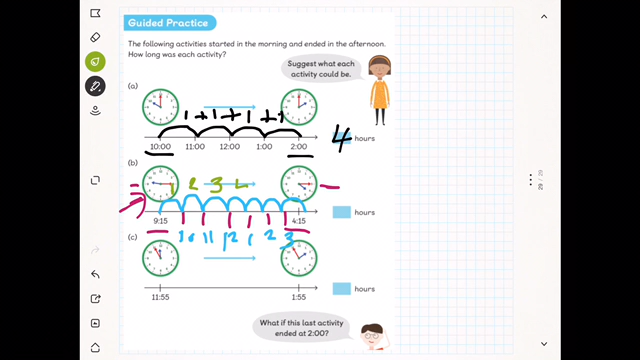 Guided Practice
The following activities started in the morning and ended in the afternoon.
How long was each activity?
Suggest what each
activity could be.
(a)
1 + 1 + 1 + 1
10:00 11:00 12:00 1:00 2:00
4 hours
(b)
1 2 3 4
9:15 4:15
hours
10 11 12 1 2 3
(c)
11:55 1:55
hours
What if this last activity
ended at 2:00?
29 / 29